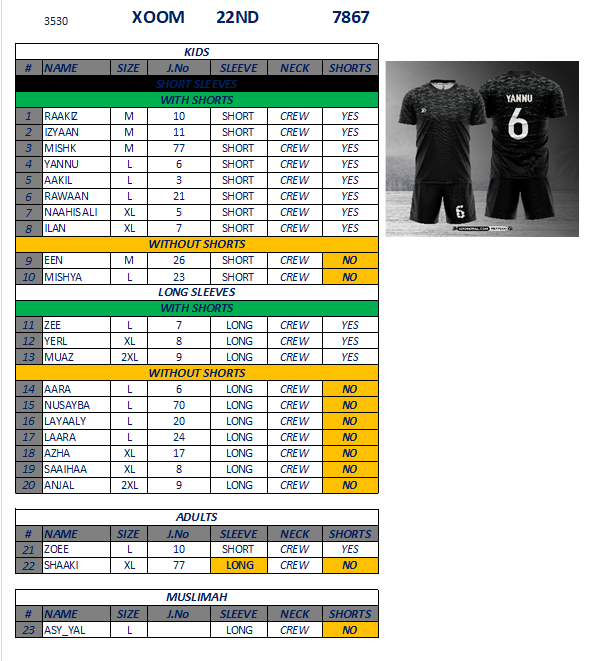 3530 XOOM 22ND 7867
KIDS
# NAME SIZE J.No SLEEVE NECK SHORTS
SHORT SLEEVES
WITH SHORTS
1 RAAKIZ M 10 SHORT CREW YES
2 IZYAAN M 11 SHORT CREW YES
3 MISHK M 77 SHORT CREW YES
4 YANNU L 6 SHORT CREW YES
5 AAKIL L 3 SHORT CREW YES
6 RAWAAN L 21 SHORT CREW YES
7 NAAHIS ALI XL 5 SHORT CREW YES
8 ILAN XL 7 SHORT CREW YES
WITHOUT SHORTS
9 EEN M 26 SHORT CREW NO
10 MISHYA L 23 SHORT CREW NO
LONG SLEEVES
WITH SHORTS
11 ZEE L 7 LONG CREW YES
12 YERL XL 8 LONG CREW YES
13 MUAZ 2XL 9 LONG CREW YES
WITHOUT SHORTS
14 AARA L 6 LONG CREW NO
15 NUSAYBA L 70 LONG CREW NO
16 LAYAALY L 20 LONG CREW NO
17 LAARA L 24 LONG CREW NO
18 AZHA XL 17 LONG CREW NO
19 SAAIHAA XL 8 LONG CREW NO
20 ANJAL 2XL 9 LONG CREW NO
ADULTS
# NAME SIZE J.No SLEEVE NECK SHORTS
21 ZOEE L 10 SHORT CREW YES
22 SHAAKI XL 77 LONG CREW NO
MUSLIMAH
# NAME SIZE J.No SLEEVE NECK SHORTS
23 ASY_YAL L LONG CREW NO
YANNU
6
6